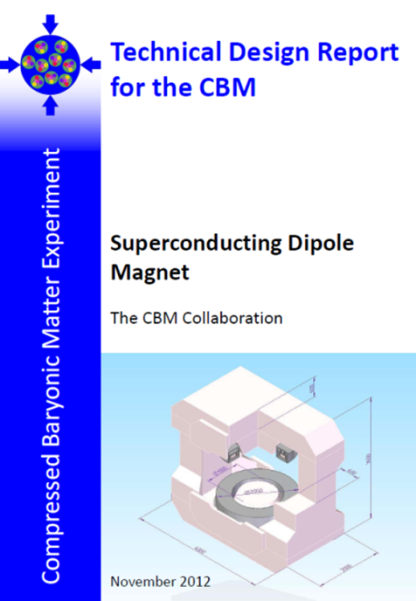 Technical Design Report
for the CBM
Compressed Baryonic Matter Experiment
Superconducting Dipole
Magnet
The CBM Collaboration
November 2012